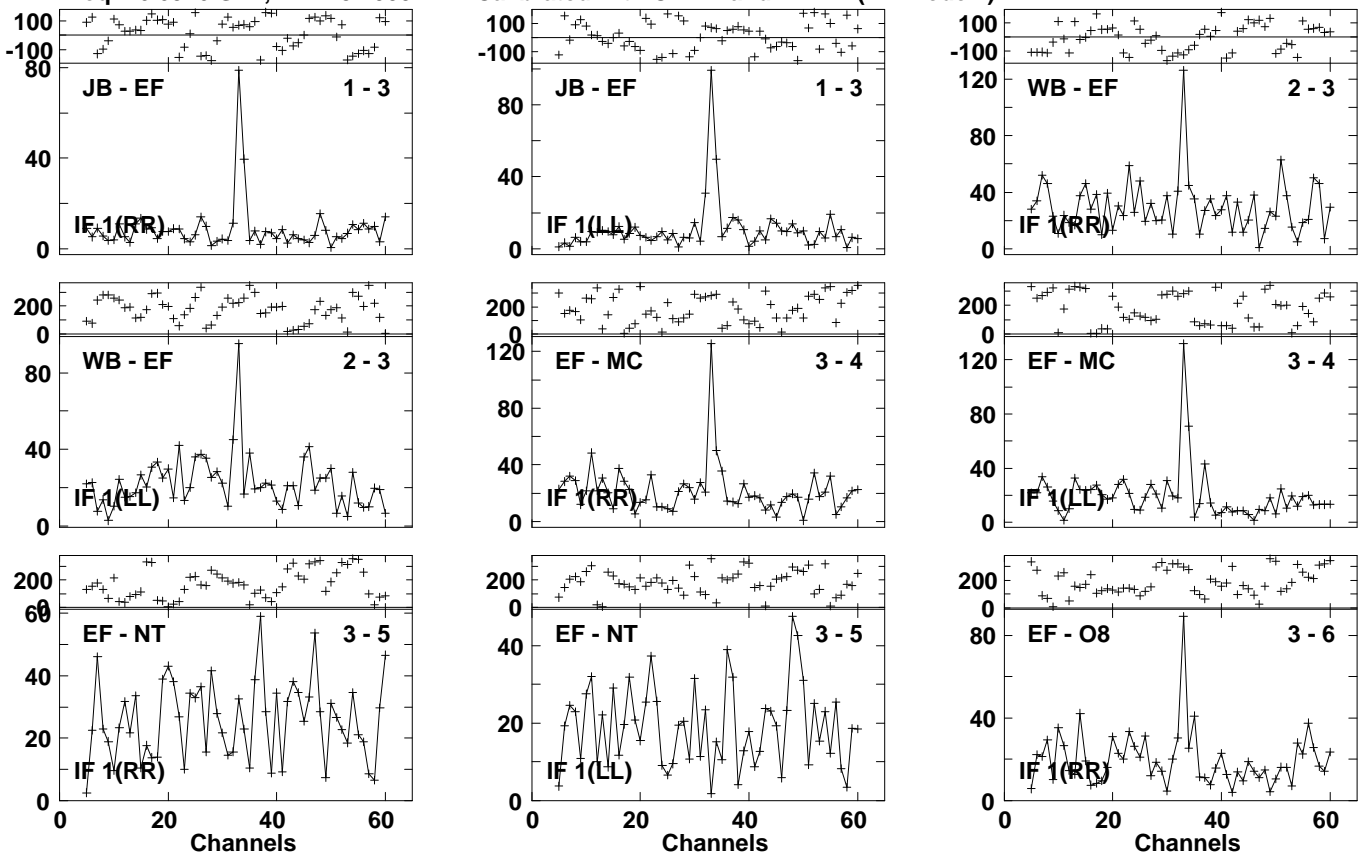 100 100 100
-100 -100 -100
80 JB - EF 1 - 3
80 JB - EF 1 - 3
120 WB - EF 2 - 3
80
40 40 40
IF 1(RR) IF 1(LL) IF 1(RR)
0 0 0
200 200 200
0 0 0
WB - EF 2 - 3
120 EF - MC 3 - 4
120 EF - MC 3 - 4
80 80 80
40 40 40
IF 1(LL) IF 1(RR) IF 1(LL)
0 0 0
200 200 200
0 0 0
60 EF - NT 3 - 5
EF - NT 3 - 5
EF - O8 3 - 6
80
40 40 40
20 20
IF 1(RR) IF 1(LL) IF 1(RR)
0 0 0
0 20 40 60 0 20 40 60 0 20 40 60
Channels Channels Channels